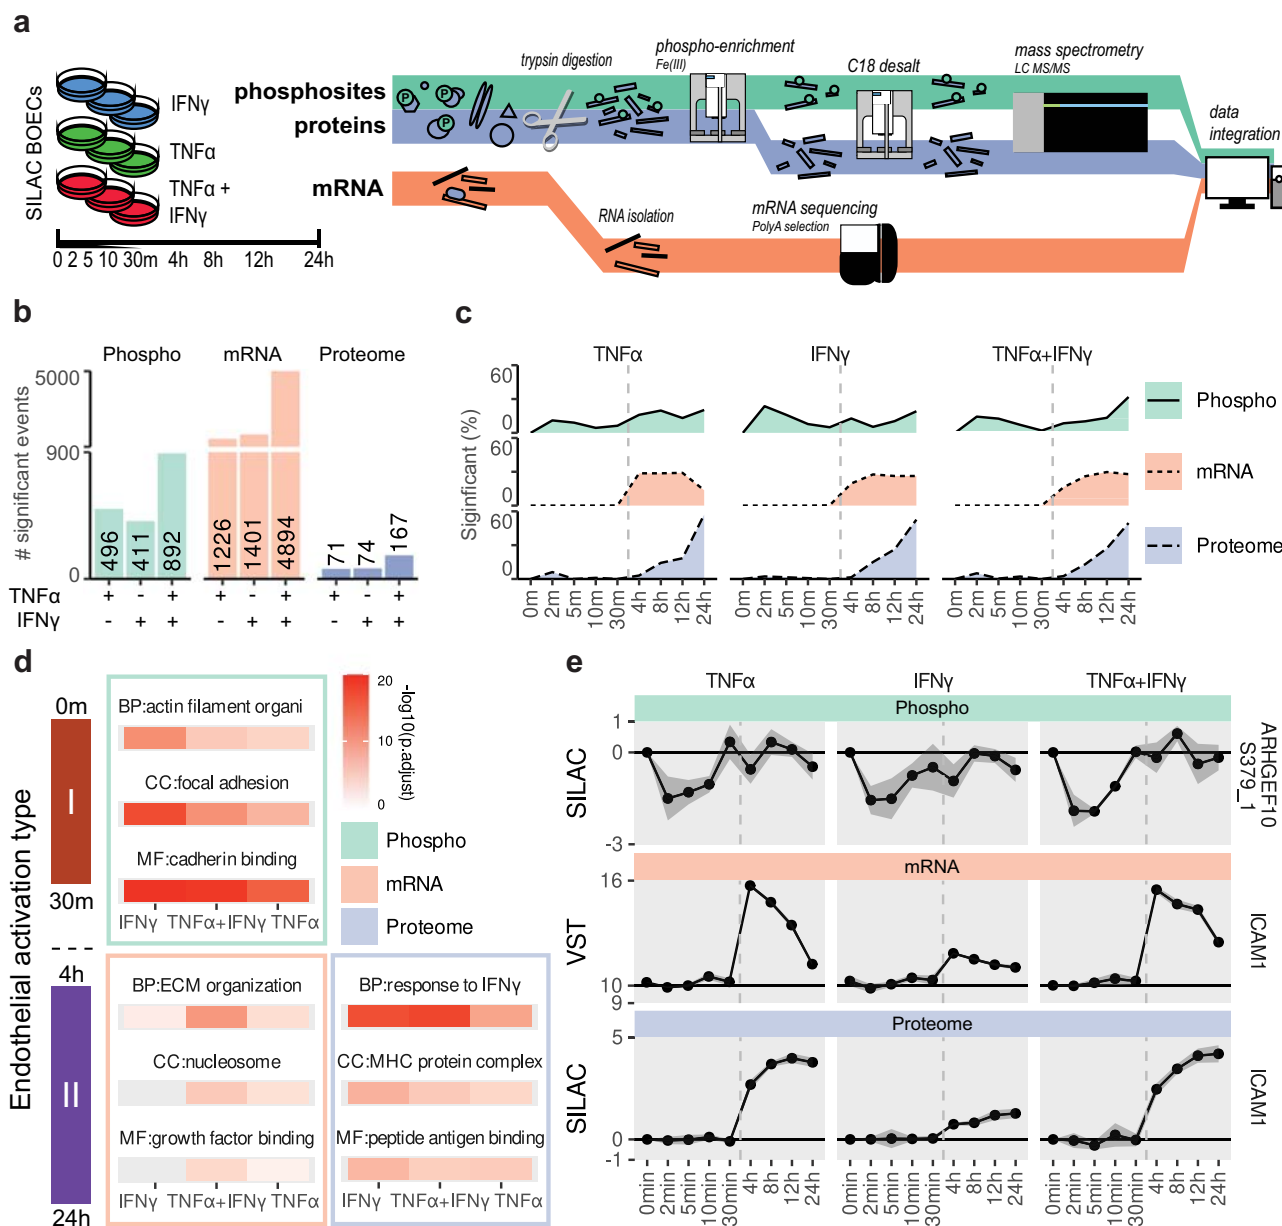 a
SILAC BOECs
IFNγ
TNFα
TNFα +
IFNγ
0 2 5 10 30m 4h 8h 12h 24h
phosphosites
proteins
mRNA
trypsin digestion
phospho-enrichment
Fe(III)
C18 desalt
mass spectrometry
LC MS/MS
data
integration
P
P
P
RNA isolation
mRNA sequencing
PolyA selection
b
Phospho mRNA Proteome
# significant events
5000
900
0
496 411 892 1226 1401 4894 71 74 167
TNFα + - + + - + + - +
IFNγ - + + - + + - + +
c
TNFα IFNγ TNFα+IFNγ
Siginficant (%)
60
0
60
0
60
0
Phospho
mRNA
Proteome
0m 2m 5m 10m 30m 4h 8h 12h 24h 0m 2m 5m 10m 30m 4h 8h 12h 24h 0m 2m 5m 10m 30m 4h 8h 12h 24h
d
Endothelial activation type
0m
I
30m
4h
II
24h
BP:actin filament organi
CC:focal adhesion
MF:cadherin binding
IFNγ TNFα+IFNγ TNFα
20
10
0
-log10(p.adjust)
Phospho
mRNA
Proteome
BP:ECM organization
CC:nucleosome
MF:growth factor binding
IFNγ TNFα+IFNγ TNFα
BP:response to IFNγ
CC:MHC protein complex
MF:peptide antigen binding
IFNγ TNFα+IFNγ TNFα
e
TNFα IFNγ TNFα+IFNγ
Phospho
SILAC
1
0
-3
ARHGEF10
S379_1
mRNA
VST
16
10
9
ICAM1
Proteome
SILAC
5
0
-1
ICAM1
0min 2min 5min 10min 30min 4h 8h 12h 24h 0min 2min 5min 10min 30min 4h 8h 12h 24h 0min 2min 5min 10min 30min 4h 8h 12h 24h